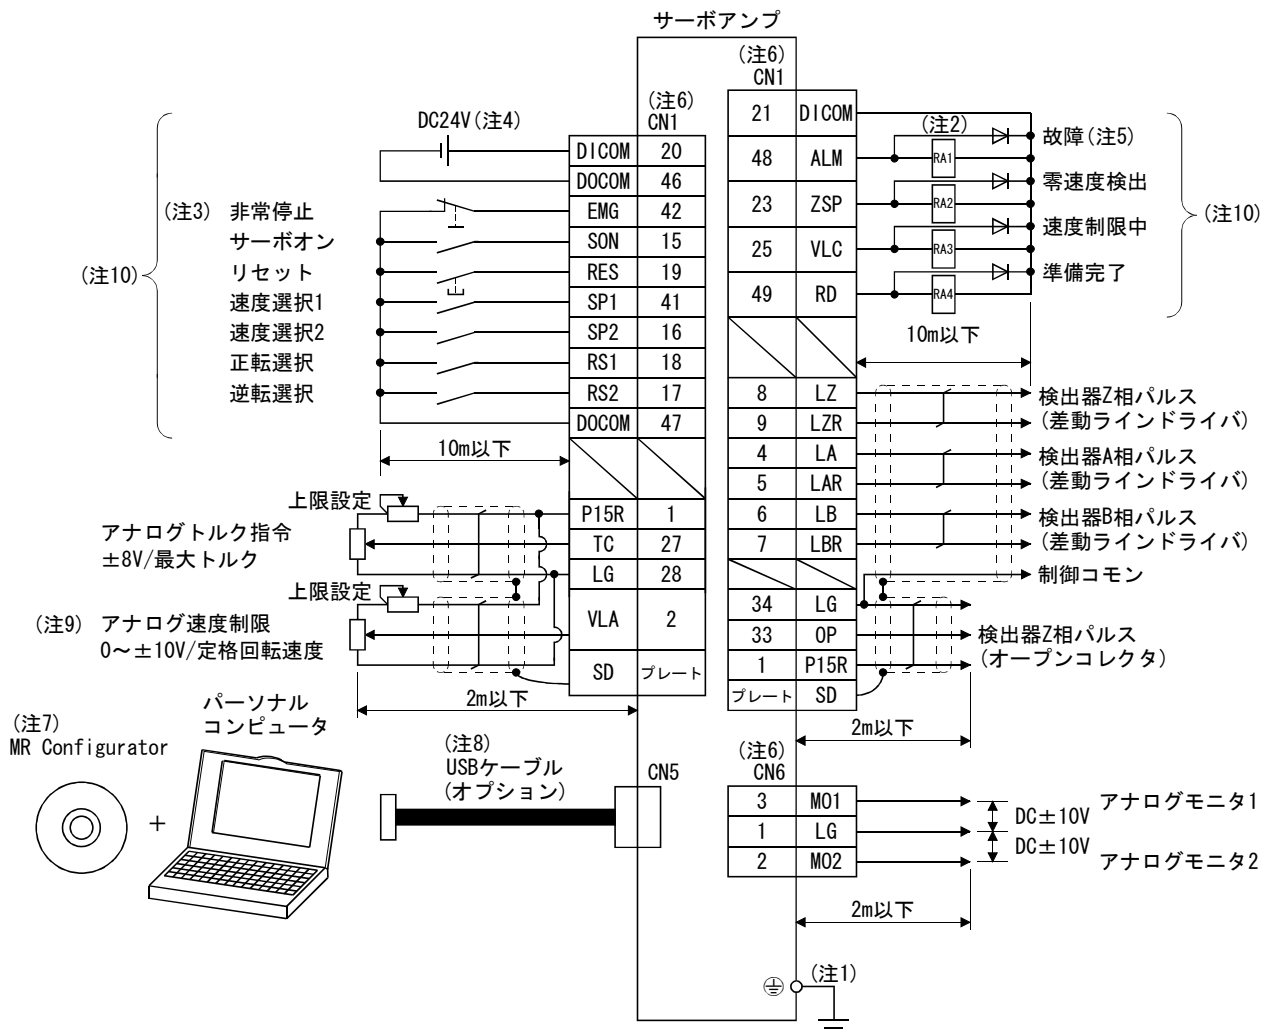 サーボアンプ
(注6)
CN1
DC24V(注4)
DICOM 20
DOCOM 46
(注3) 非常停止 EMG 42
サーボオン SON 15
(注10)
リセット RES 19
速度選択1 SP1 41
速度選択2 SP2 16
正転選択 RS1 18
逆転選択 RS2 17
DOCOM 47
10m以下
上限設定
アナログトルク指令
±8V/最大トルク
P15R 1
TC 27
LG 28
上限設定
(注9) アナログ速度制限
0～±10V/定格回転速度
VLA 2
SD プレート
2m以下
(注6)
CN1
21 DICOM
(注2)
48 ALM RA1 故障(注5)
23 ZSP RA2 零速度検出
25 VLC RA3 速度制限中
49 RD RA4 準備完了
(注10)
10m以下
8 LZ 検出器Z相パルス
9 LZR (差動ラインドライバ)
4 LA 検出器A相パルス
5 LAR (差動ラインドライバ)
6 LB 検出器B相パルス
7 LBR (差動ラインドライバ)
制御コモン
34 LG
33 OP 検出器Z相パルス
1 P15R (オープンコレクタ)
プレート SD
2m以下
(注7)
MR Configurator
+
パーソナル
コンピュータ
(注8)
USBケーブル
(オプション)
CN5
(注6)
CN6
3 MO1 アナログモニタ1
DC±10V
1 LG
DC±10V
2 MO2 アナログモニタ2
2m以下
(注1)